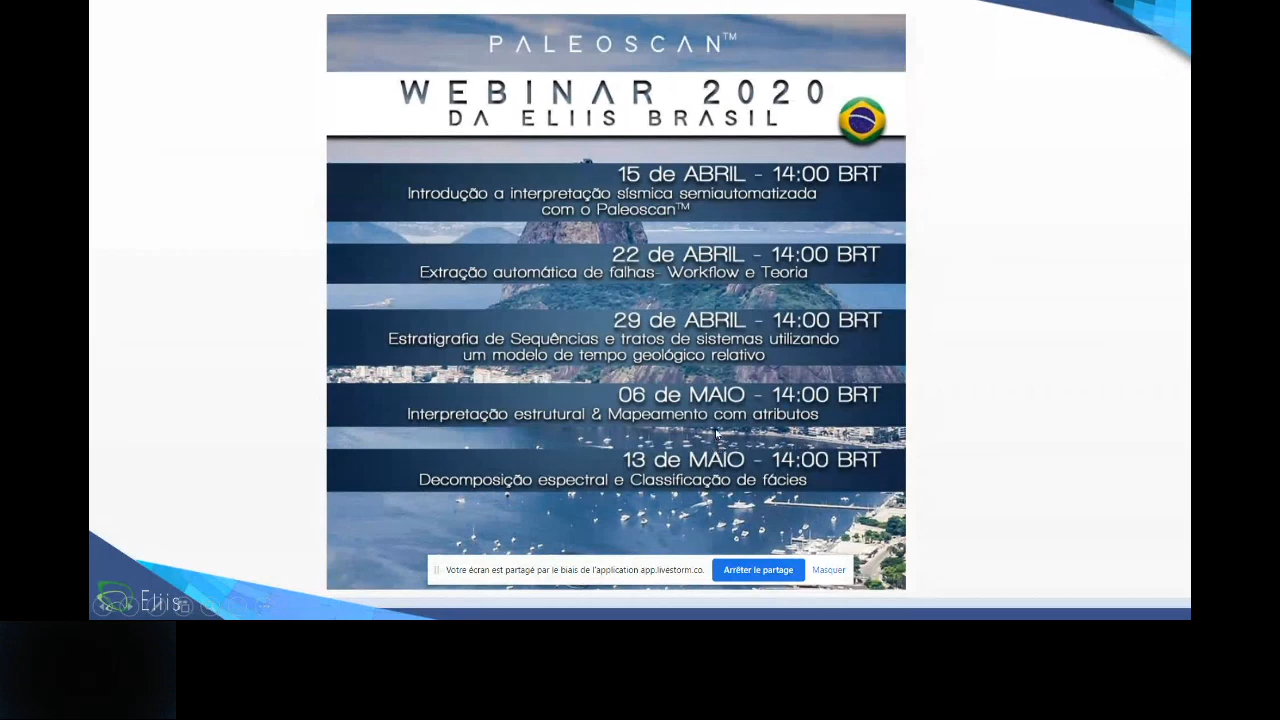 PALEOSCAN™
WEBINAR 2020
DA ELIIS BRASIL
15 de ABRIL - 14:00 BRT
Introdução a interpretação sísmica semiautomatizada
com o Paleoscan™
22 de ABRIL - 14:00 BRT
Extração automática de falhas- Workflow e Teoria
29 de ABRIL - 14:00 BRT
Estratigrafia de Sequências e tratos de sistemas utilizando
um modelo de tempo geológico relativo
06 de MAIO - 14:00 BRT
Interpretação estrutural & Mapeamento com atributos
13 de MAIO - 14:00 BRT
Decomposição espectral e Classificação de fácies
Votre écran est partagé par le biais de l'application app.livestorm.co.
Arrêter le partage
Masquer
Eliis